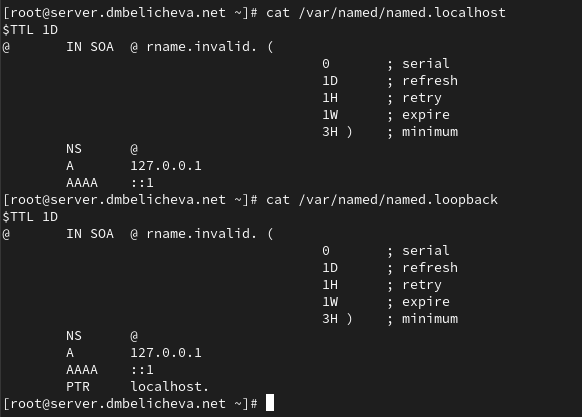 [root@server.dmbelicheva.net ~]# cat /var/named/named.localhost
$TTL 1D
@       IN SOA  @ rname.invalid. (
                                        0       ; serial
                                        1D      ; refresh
                                        1H      ; retry
                                        1W      ; expire
                                        3H )    ; minimum
        NS      @
        A       127.0.0.1
        AAAA    ::1
[root@server.dmbelicheva.net ~]# cat /var/named/named.loopback
$TTL 1D
@       IN SOA  @ rname.invalid. (
                                        0       ; serial
                                        1D      ; refresh
                                        1H      ; retry
                                        1W      ; expire
                                        3H )    ; minimum
        NS      @
        A       127.0.0.1
        AAAA    ::1
        PTR     localhost.
[root@server.dmbelicheva.net ~]#